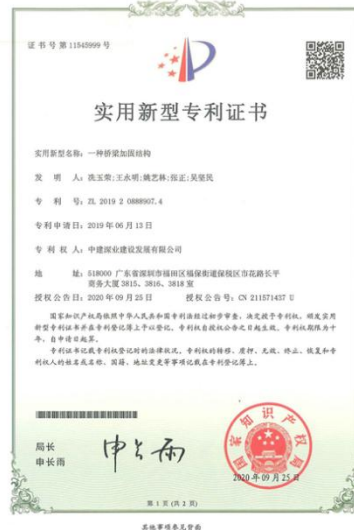 证书号第11545999号
实用新型专利证书
实用新型名称：一种桥梁加固结构
发 明 人：冼玉荣;王永明;姚艺林;张正;吴坚民
专 利 号：ZL 2019 2 0888907.4
专利申请日：2019年06月13日
专 利 权 人：中建深业建设发展有限公司
地 址：518000 广东省深圳市福田区福保街道保税区市花路长平
商务大厦3815、3816、3818室
授权公告日：2020年09月25日 授权公告号：CN 211571437 U
国家知识产权局依照中华人民共和国专利法经过初步审查，决定授予专利权，颁发实用
新型专利证书并在专利登记簿上予以登记。专利权自授权公告之日起生效。专利权期限为十
年，自申请日起算。
专利证书记载专利权登记时的法律状况。专利权的转移、质押、无效、终止、恢复和专
利权人的姓名或名称、国籍、地址变更等事项记载在专利登记簿上。
局长
申长雨
申长雨
国家知识产权局
2020年09月25日
第 1 页 (共 2 页)
其他事项参见背面